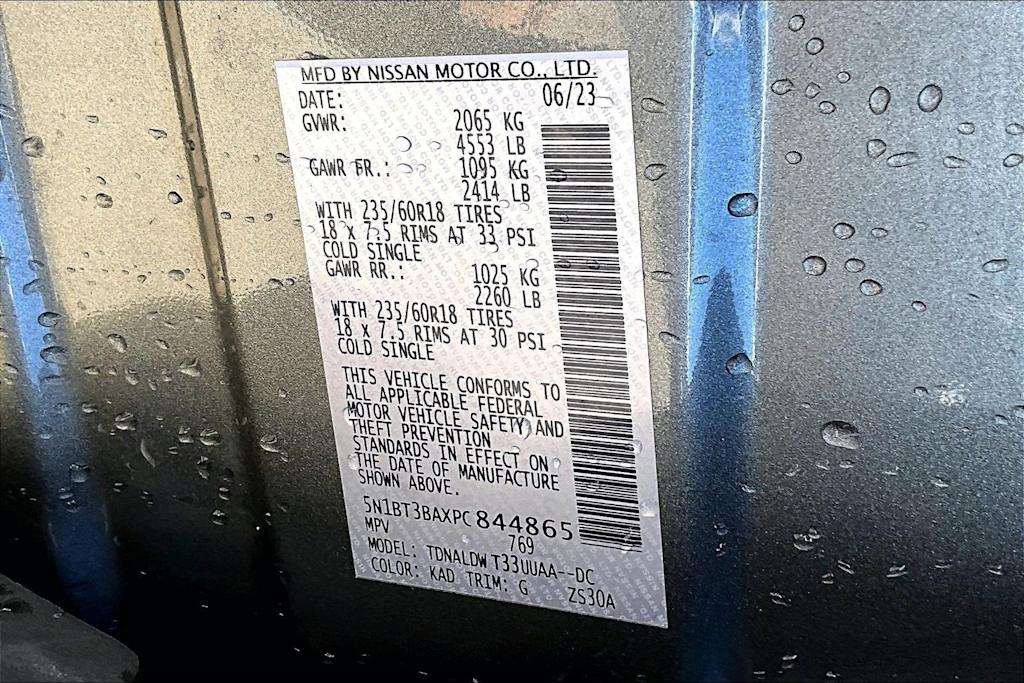 MFD BY NISSAN MOTOR CO., LTD.
DATE: 06/23
GVWR: 2065 KG
4553 LB
GAWR FR.: 1095 KG
2414 LB
WITH 235/60R18 TIRES
18 x 7.5 RIMS AT 33 PSI
COLD SINGLE
GAWR RR.: 1025 KG
2260 LB
WITH 235/60R18 TIRES
18 x 7.5 RIMS AT 30 PSI
COLD SINGLE
THIS VEHICLE CONFORMS TO
ALL APPLICABLE FEDERAL
MOTOR VEHICLE SAFETY AND
THEFT PREVENTION
STANDARDS IN EFFECT ON
THE DATE OF MANUFACTURE
SHOWN ABOVE.
5N1BT3BAXPC 844865
MPV 769
MODEL: TDNALDW T33UUAA--DC
COLOR: KAD TRIM: G ZS30A